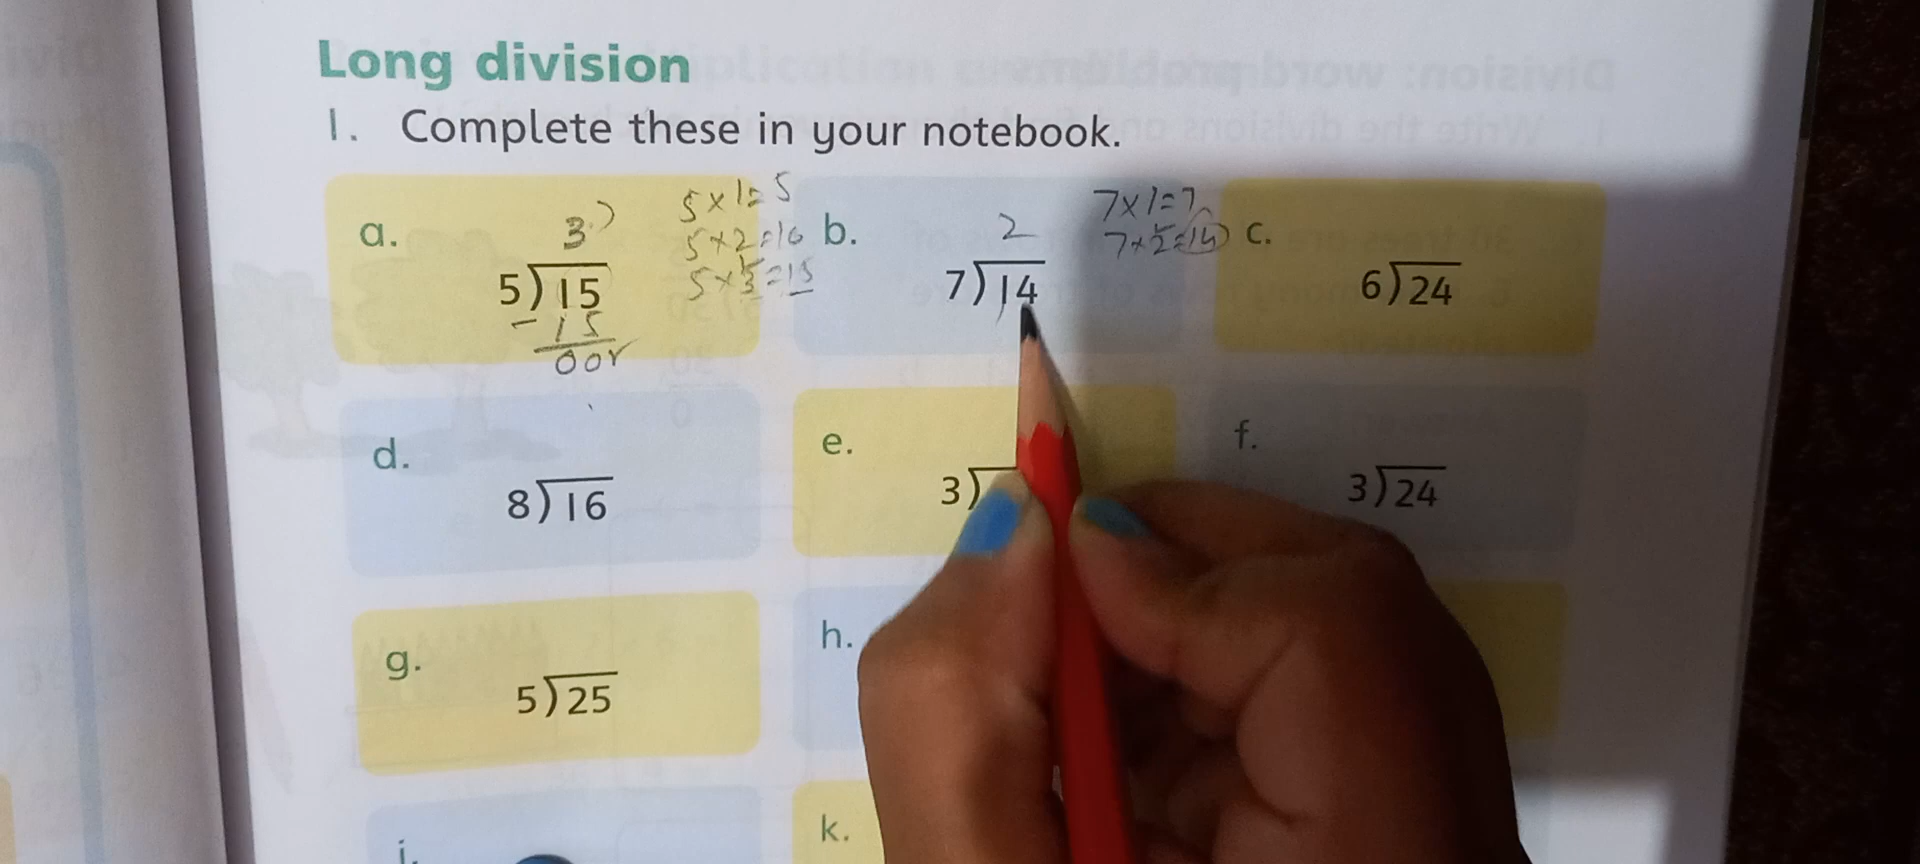 Long division
1. Complete these in your notebook.
a.
3
5)15
- 15
00r
5 x 1 = 5
5 x 2 = 10
5 x 3 = 15
b.
2
7)14
1
7 x 1 = 7
7 x 2 = 14
c.
6)24
d.
8)16
e.
3)
f.
3)24
g.
5)25
h.
j.
k.